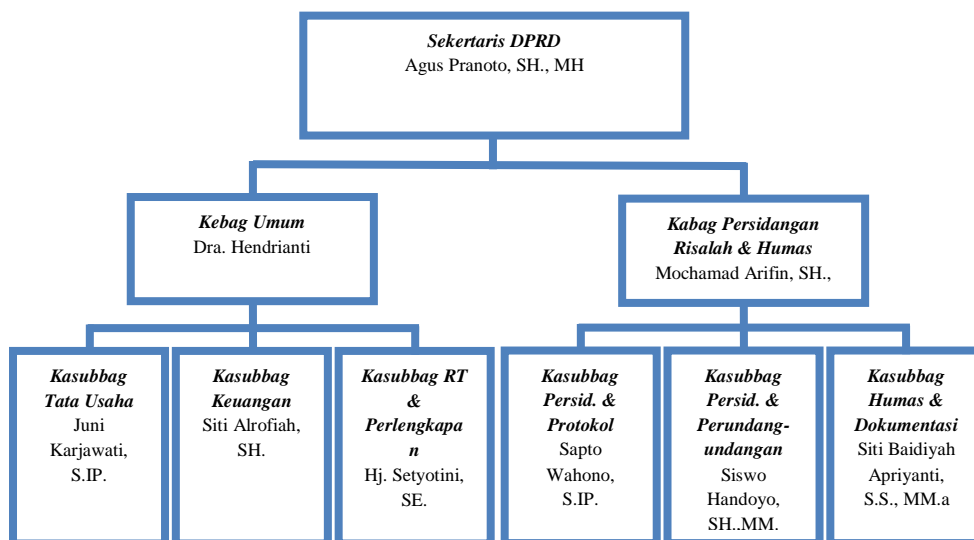 Sekertaris DPRD
Agus Pranoto, SH., MH
Kebag Umum
Dra. Hendrianti
Kabag Persidangan
Risalah & Humas
Mochamad Arifin, SH.,
Kasubbag
Tata Usaha
Juni
Karjawati,
S.IP.
Kasubbag
Keuangan
Siti Alrofiah,
SH.
Kasubbag RT
&
Perlengkapa
n
Hj. Setyotini,
SE.
Kasubbag
Persid. &
Protokol
Sapto
Wahono,
S.IP.
Kasubbag
Persid. &
Perundang-
undangan
Siswo
Handoyo,
SH..MM.
Kasubbag
Humas &
Dokumentasi
Siti Baidiyah
Apriyanti,
S.S., MM.a